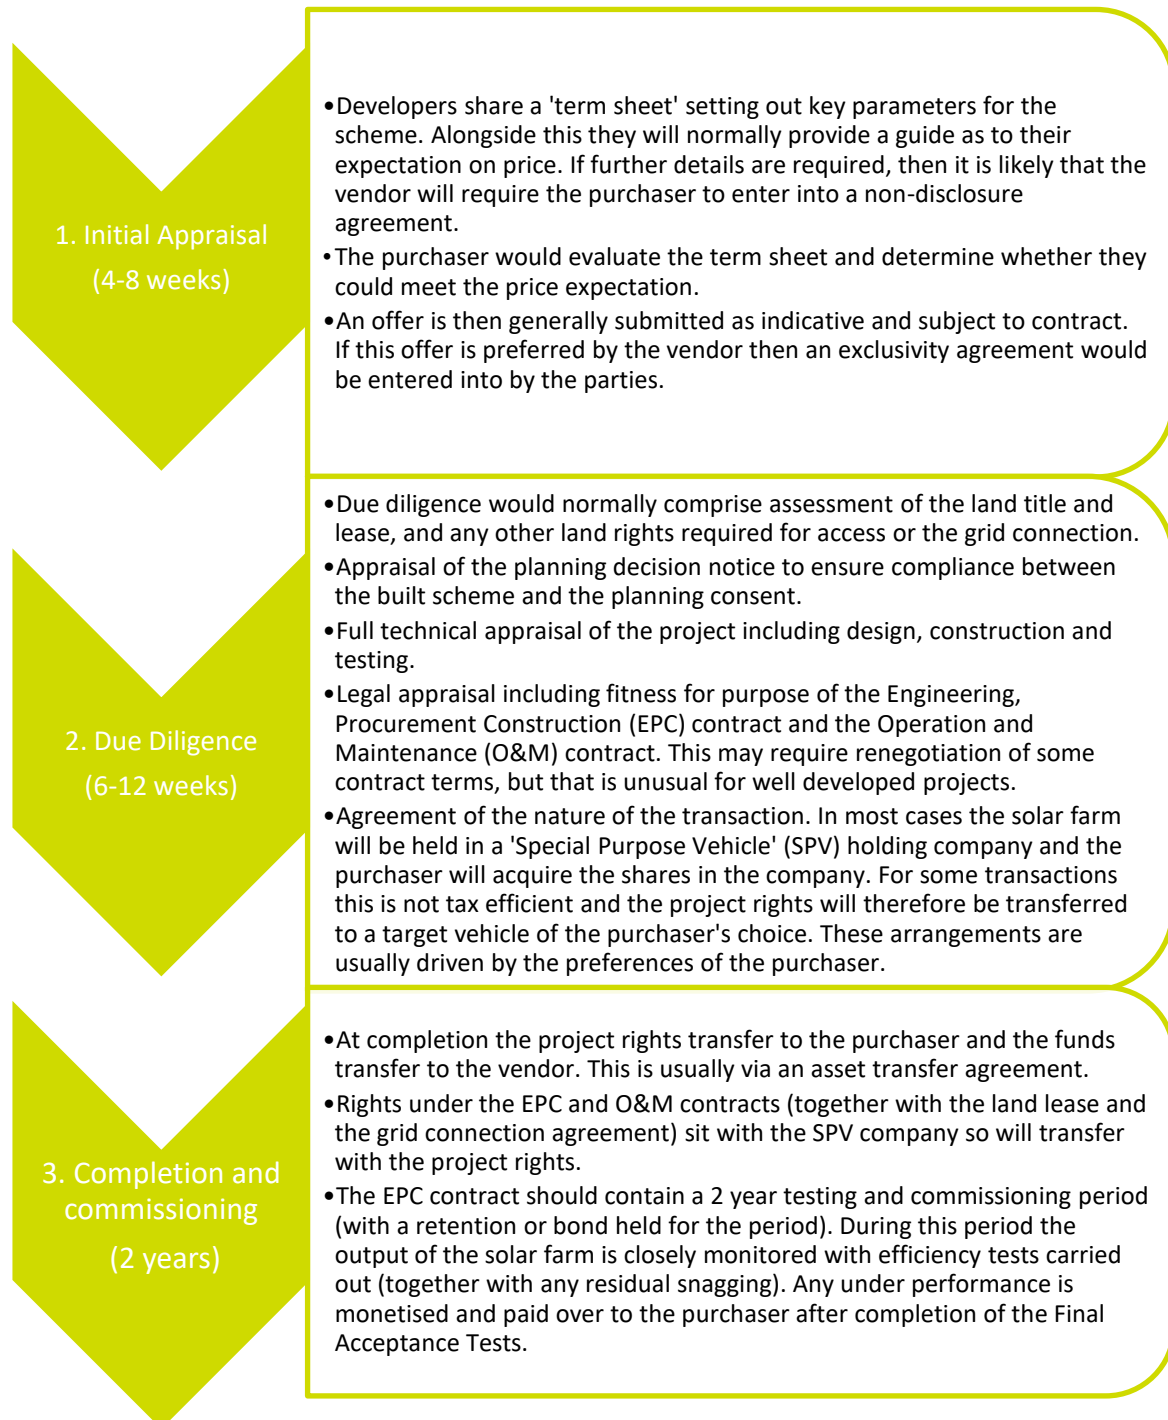 1. Initial Appraisal
(4-8 weeks)
•Developers share a 'term sheet' setting out key parameters for the
scheme. Alongside this they will normally provide a guide as to their
expectation on price. If further details are required, then it is likely that the
vendor will require the purchaser to enter into a non-disclosure
agreement.
•The purchaser would evaluate the term sheet and determine whether they
could meet the price expectation.
•An offer is then generally submitted as indicative and subject to contract.
If this offer is preferred by the vendor then an exclusivity agreement would
be entered into by the parties.
2. Due Diligence
(6-12 weeks)
•Due diligence would normally comprise assessment of the land title and
lease, and any other land rights required for access or the grid connection.
•Appraisal of the planning decision notice to ensure compliance between
the built scheme and the planning consent.
•Full technical appraisal of the project including design, construction and
testing.
•Legal appraisal including fitness for purpose of the Engineering,
Procurement Construction (EPC) contract and the Operation and
Maintenance (O&M) contract. This may require renegotiation of some
contract terms, but that is unusual for well developed projects.
•Agreement of the nature of the transaction. In most cases the solar farm
will be held in a 'Special Purpose Vehicle' (SPV) holding company and the
purchaser will acquire the shares in the company. For some transactions
this is not tax efficient and the project rights will therefore be transferred
to a target vehicle of the purchaser's choice. These arrangements are
usually driven by the preferences of the purchaser.
3. Completion and
commissioning
(2 years)
•At completion the project rights transfer to the purchaser and the funds
transfer to the vendor. This is usually via an asset transfer agreement.
•Rights under the EPC and O&M contracts (together with the land lease and
the grid connection agreement) sit with the SPV company so will transfer
with the project rights.
•The EPC contract should contain a 2 year testing and commissioning period
(with a retention or bond held for the period). During this period the
output of the solar farm is closely monitored with efficiency tests carried
out (together with any residual snagging). Any under performance is
monetised and paid over to the purchaser after completion of the Final
Acceptance Tests.